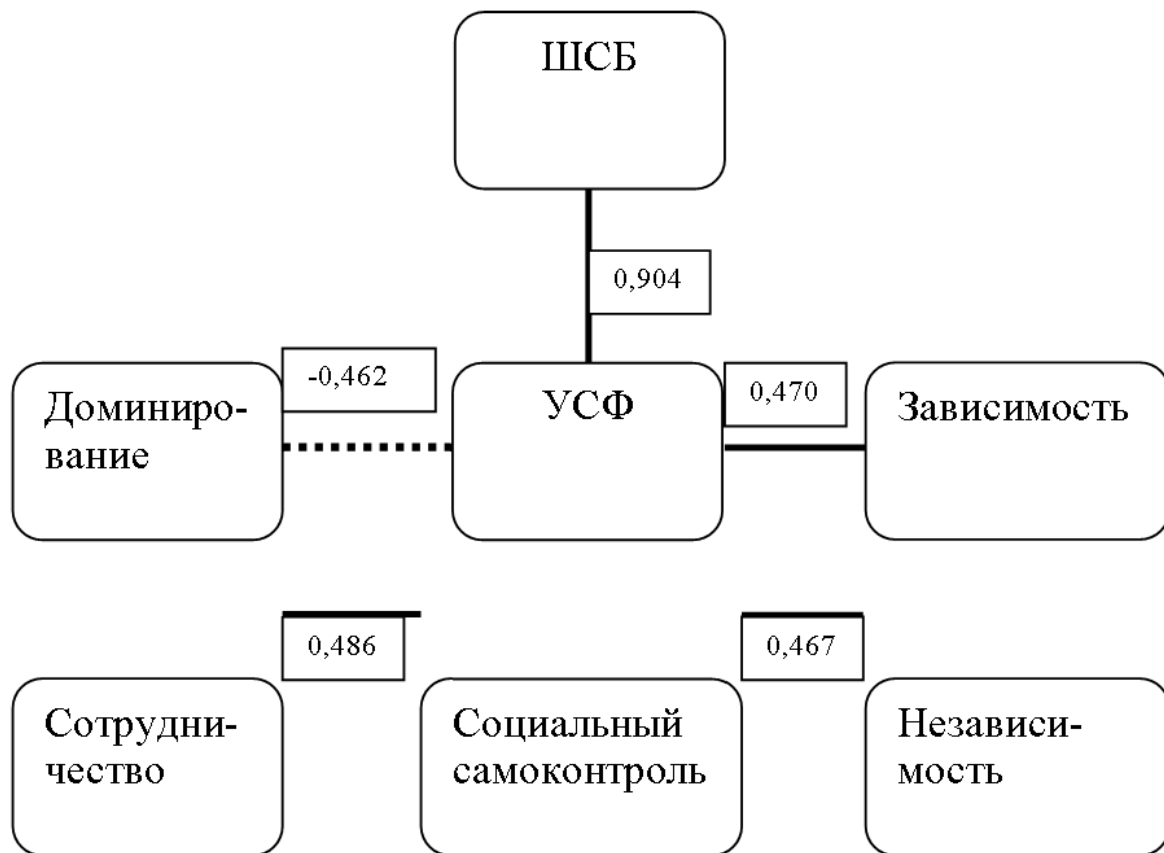 ШСБ
0,904
-0,462
0,470
Доминиро-
вание
УСФ
Зависимость
0,486
0,467
Сотрудни-
чество
Социальный
самоконтроль
Независи-
мость